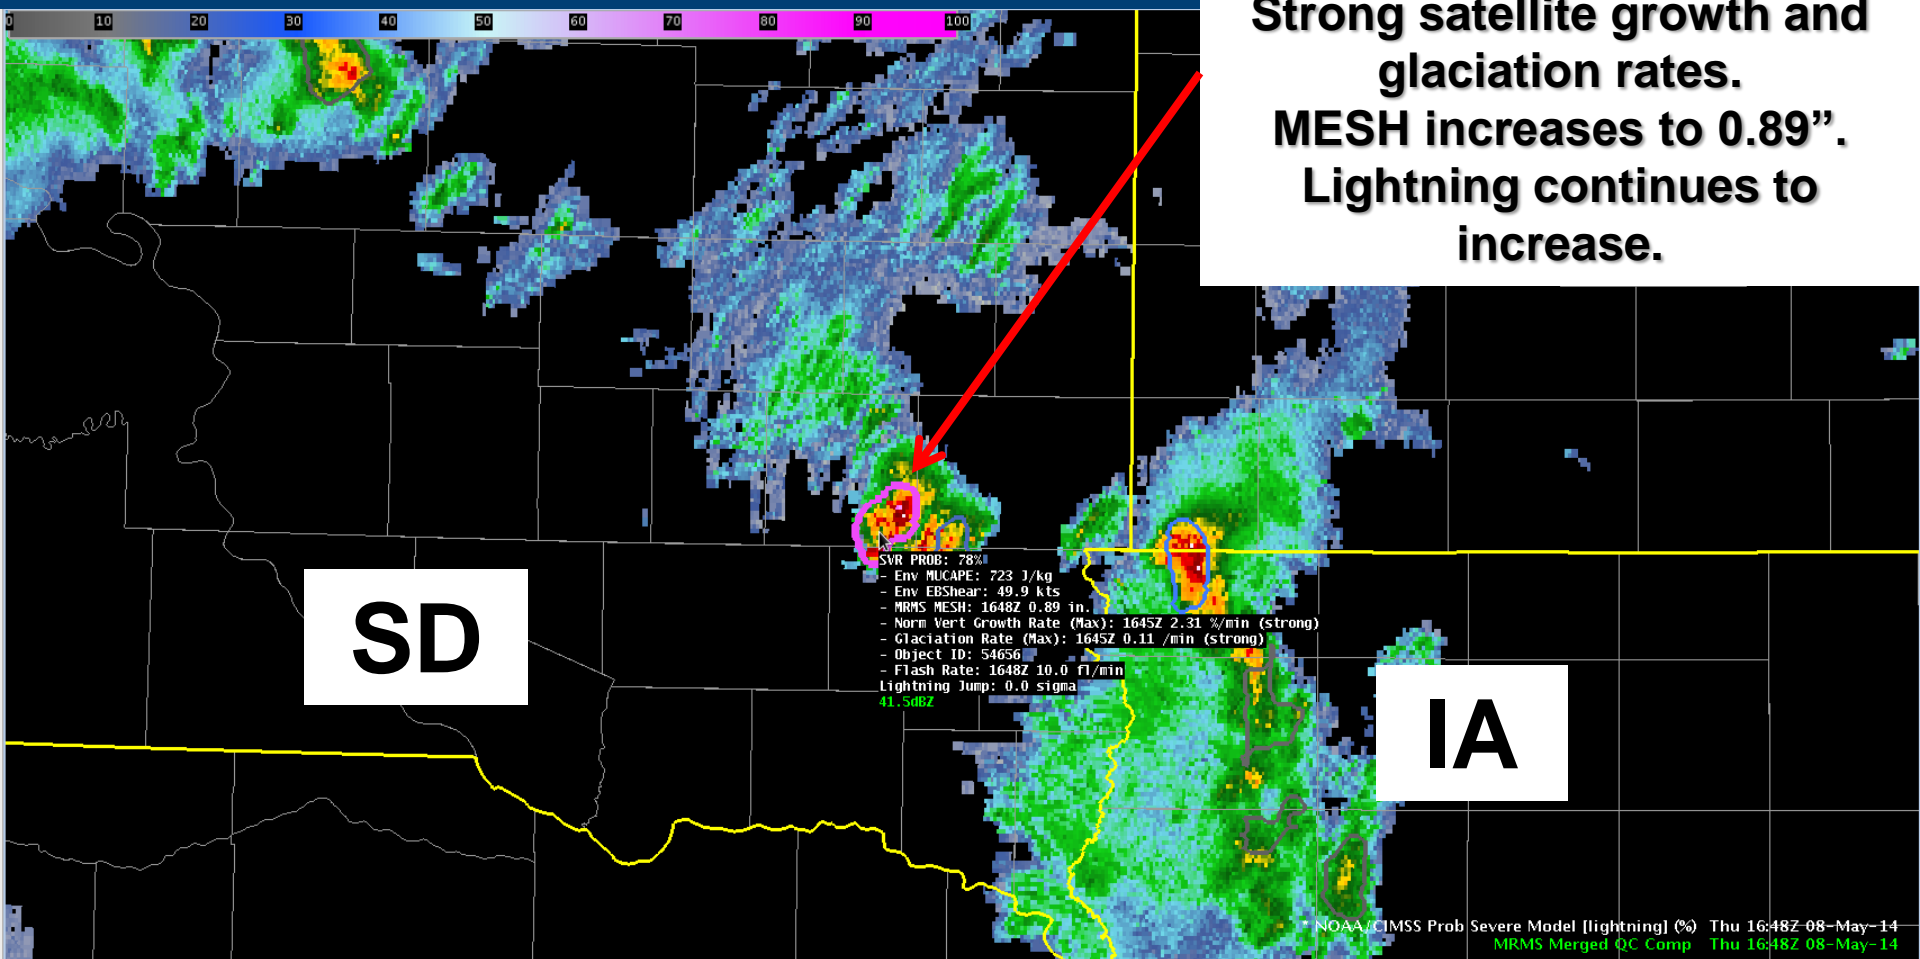 0 10 20 30 40 50 60 70 80 90 100
Strong satellite growth and
glaciation rates.
MESH increases to 0.89”.
Lightning continues to
increase.
SVR PROB: 78%
- Env MUCAPE: 723 J/kg
- Env EBShear: 49.9 kts
- MRMS MESH: 1648Z 0.89 in.
- Norm Vert Growth Rate (Max): 1645Z 2.31 %/min (strong)
- Glaciation Rate (Max): 1645Z 0.11 /min (strong)
- Object ID: 54656
- Flash Rate: 1648Z 10.0 fl/min
Lightning Jump: 0.0 sigma
41.5dBZ
SD
IA
* NOAA/CIMSS Prob Severe Model [lightning] (%) Thu 16:48Z 08-May-14
MRMS Merged QC Comp Thu 16:48Z 08-May-14